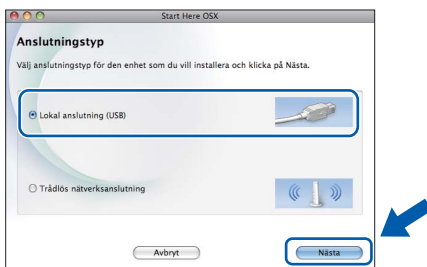 Start Here OSX
Anslutningstyp
Välj anslutningstyp för den enhet som du vill installera och klicka på Nästa.
Lokal anslutning (USB)
Trådlös nätverksanslutning
Avbryt
Nästa